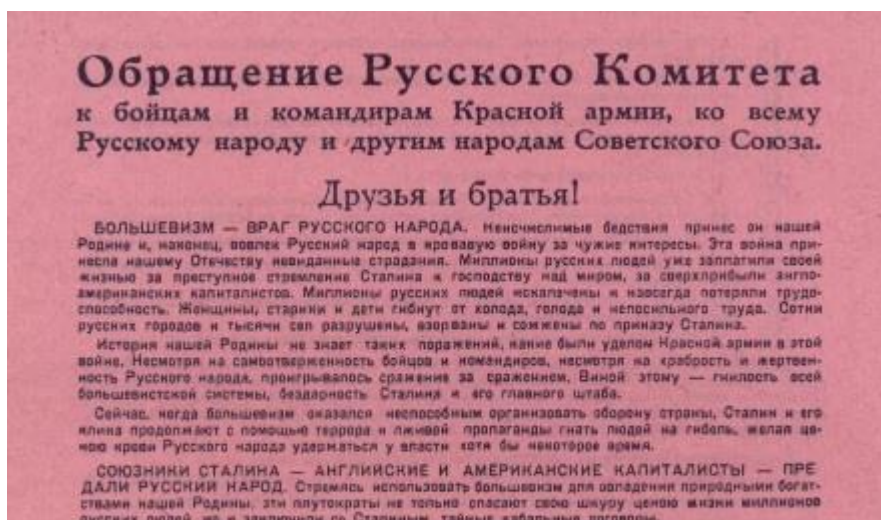 Обращение Русского Комитета
к бойцам и командирам Красной армии, ко всему
Русскому народу и другим народам Советского Союза.
Друзья и братья!
БОЛЬШЕВИЗМ — ВРАГ РУССКОГО НАРОДА. Неисчислимые бедствия принес он нашей
Родине и, наконец, вовлек Русский народ в кровавую войну за чужие интересы. Эта война при-
несла нашему Отечеству невиданные страдания. Миллионы русских людей уже заплатили своей
жизнью за преступное стремление Сталина к господству над миром, за сверхприбыли англо-
американских капиталистов. Миллионы русских людей искалечены и навсегда потеряли трудо-
способность. Женщины, старики и дети гибнут от холода, голода и непосильного труда. Сотни
русских городов и тысячи сел разрушены, взорваны и сожжены по приказу Сталина.
История нашей Родины не знает таких поражений, какие были уделом Красной армии в этой
войне. Несмотря на самоотверженность бойцов и командиров, несмотря на храбрость и жертвен-
ность Русского народа, проигрывалось сражение за сражением. Виной этому — гнилость всей
большевистской системы, бездарность Сталина и его главного штаба.
Сейчас, когда большевизм оказался неспособным организовать оборону страны, Сталин и его
клика продолжают с помощью террора и лживой пропаганды гнать людей на гибель, желая це-
ною крови Русского народа удержаться у власти хотя бы некоторое время.
СОЮЗНИКИ СТАЛИНА — АНГЛИЙСКИЕ И АМЕРИКАНСКИЕ КАПИТАЛИСТЫ — ПРЕ
ДАЛИ РУССКИЙ НАРОД. Стремясь использовать большевизм для овладения природными богат-
ствами нашей Родины, эти плутократы не только спасают свою шкуру ценою жизни миллионов
русских людей, но и заключили со Сталиным тайные кабальные договоры.